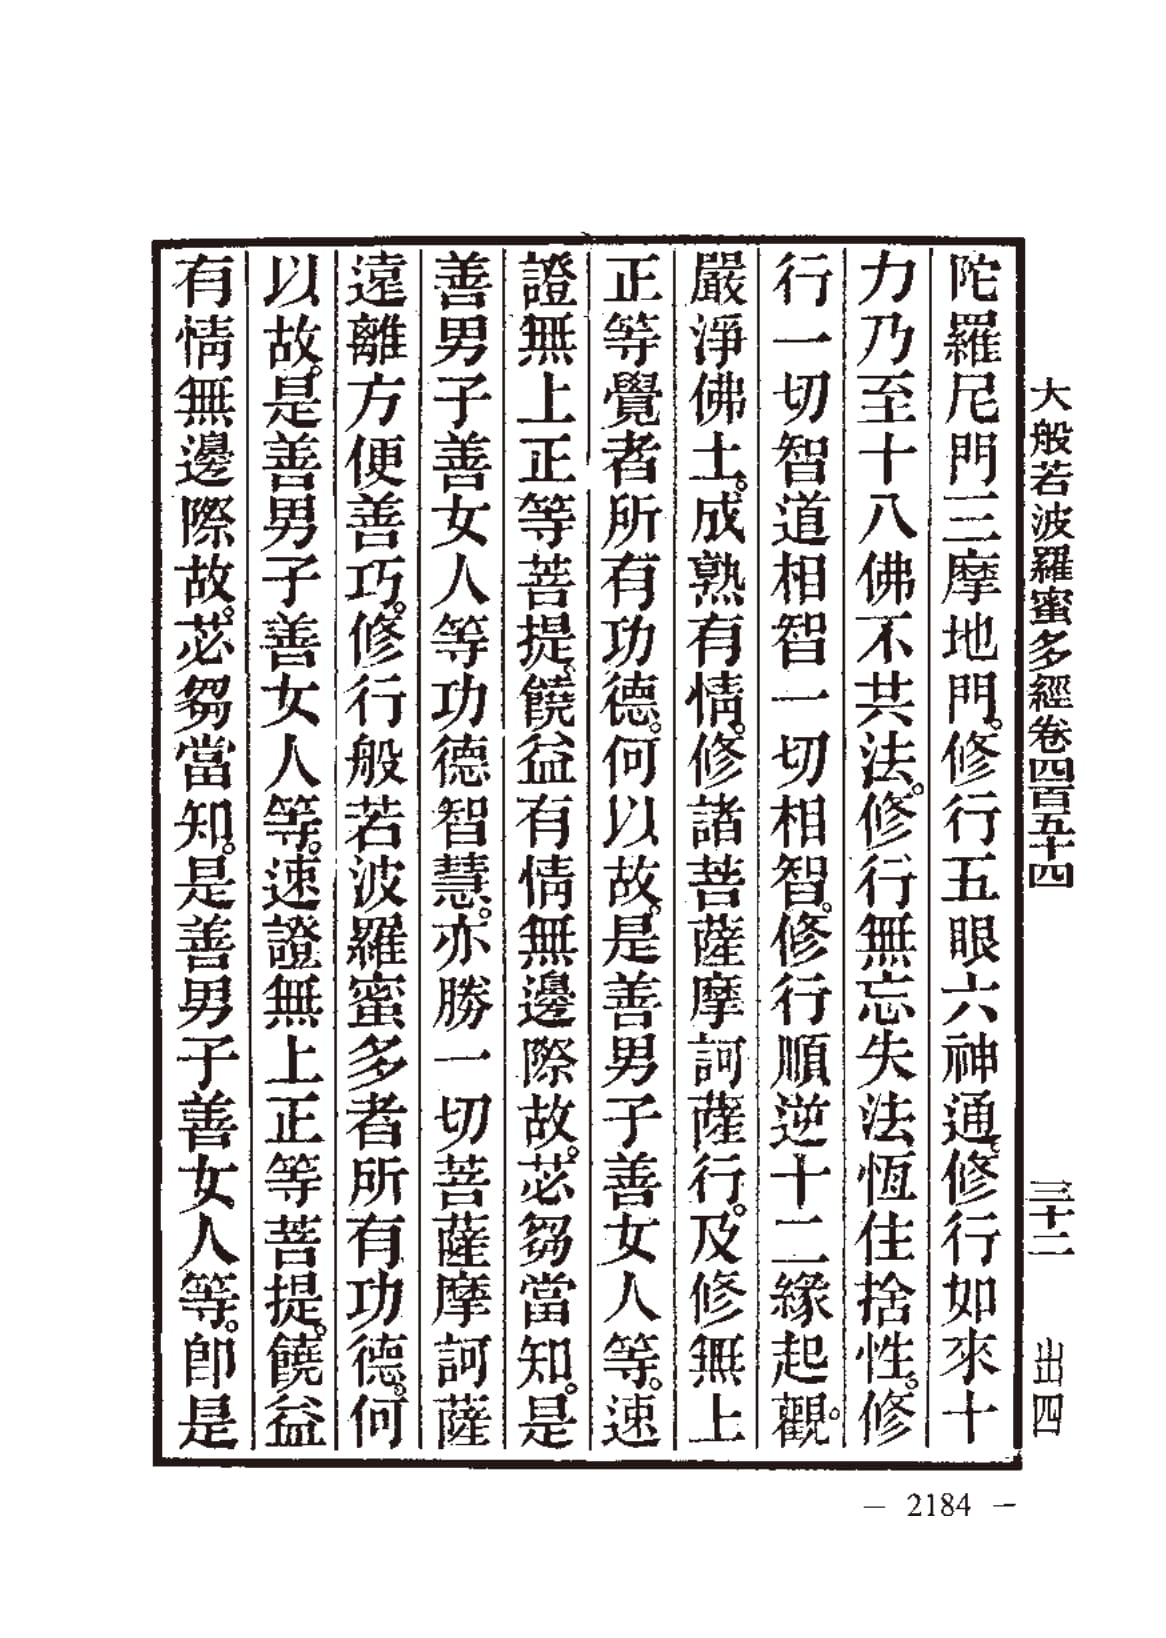 大般若波羅蜜多經卷四百五十四 三十二 出四
陀羅尼門三摩地門。修行五眼六神通。修行如來十
力乃至十八佛不共法。修行無忘失法恆住捨性。修
行一切智道相智一切相智。修行順逆十二緣起觀。
嚴淨佛土。成熟有情。修諸菩薩摩訶薩行。及修無上
正等覺者所有功德。何以故。是善男子善女人等。速
證無上正等菩提。饒益有情無邊際故。苾芻當知。是
善男子善女人等功德智慧。亦勝一切菩薩摩訶薩
遠離方便善巧。修行般若波羅蜜多者所有功德。何
以故。是善男子善女人等。速證無上正等菩提。饒益
有情無邊際故。苾芻當知。是善男子善女人等。卽是
— 2184 —